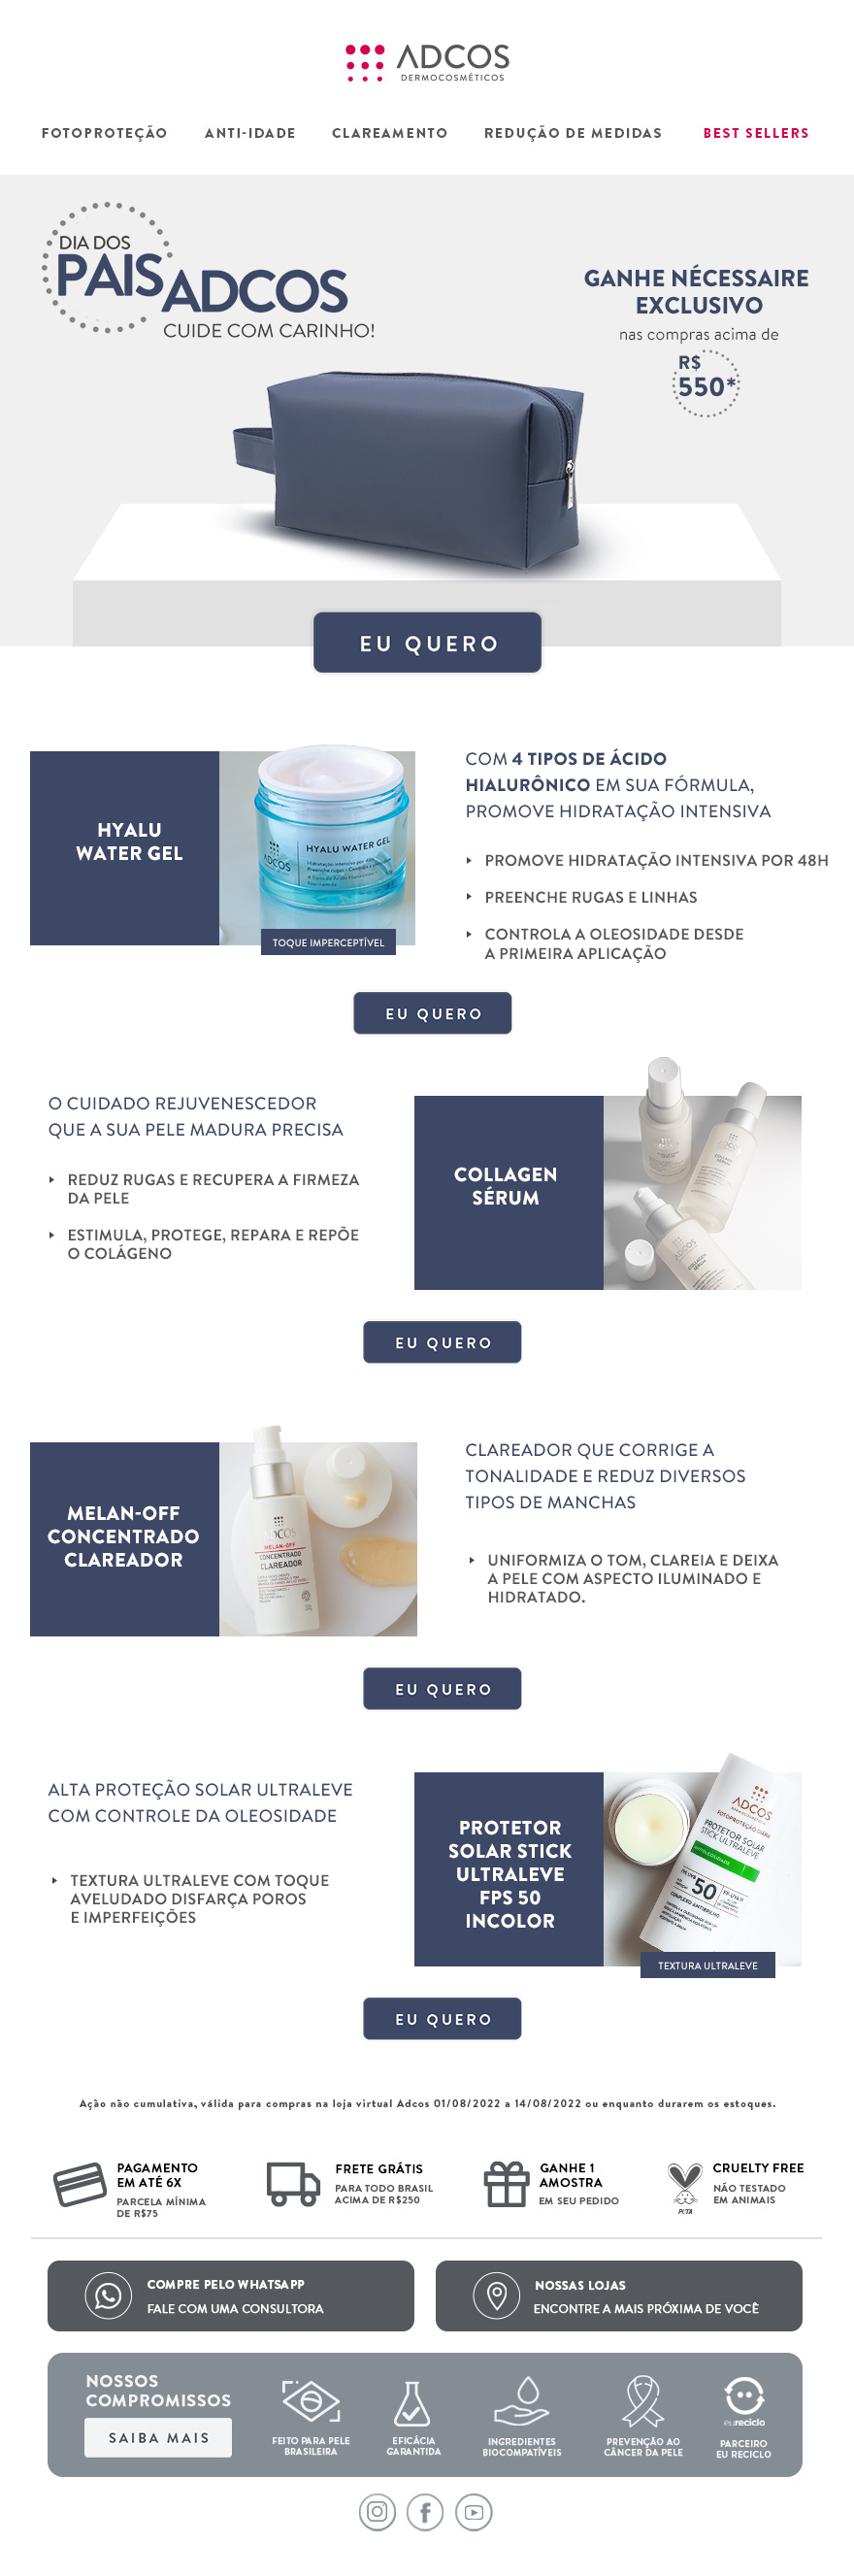 ADCOS
DERMOCOSMÉTICOS
FOTOPROTEÇÃO
ANTI-IDADE
CLAREAMENTO
REDUÇÃO DE MEDIDAS
BEST SELLERS
DIA DOS
PAIS ADCOS
CUIDE COM CARINHO!
GANHE NÉCESSAIRE
EXCLUSIVO
nas compras acima de
R$
550*
EU QUERO
HYALU
WATER GEL
ADCOS
HYALU WATER GEL
TOQUE IMPERCEPTÍVEL
COM 4 TIPOS DE ÁCIDO
HIALURÔNICO EM SUA FÓRMULA,
PROMOVE HIDRATAÇÃO INTENSIVA
PROMOVE HIDRATAÇÃO INTENSIVA POR 48H
PREENCHE RUGAS E LINHAS
CONTROLA A OLEOSIDADE DESDE
A PRIMEIRA APLICAÇÃO
EU QUERO
O CUIDADO REJUVENESCEDOR
QUE A SUA PELE MADURA PRECISA
REDUZ RUGAS E RECUPERA A FIRMEZA
DA PELE
ESTIMULA, PROTEGE, REPARA E REPÕE
O COLÁGENO
COLLAGEN
SÉRUM
ADCOS
COLLAGEN
SÉRUM
EU QUERO
MELAN-OFF
CONCENTRADO
CLAREADOR
ADCOS
MELAN-OFF
CONCENTRADO
CLAREADOR
CLAREADOR QUE CORRIGE A
TONALIDADE E REDUZ DIVERSOS
TIPOS DE MANCHAS
UNIFORMIZA O TOM, CLAREIA E DEIXA
A PELE COM ASPECTO ILUMINADO E
HIDRATADO.
EU QUERO
ALTA PROTEÇÃO SOLAR ULTRALEVE
COM CONTROLE DA OLEOSIDADE
TEXTURA ULTRALEVE COM TOQUE
AVELUDADO DISFARÇA POROS
E IMPERFEIÇÕES
PROTETOR
SOLAR STICK
ULTRALEVE
FPS 50
INCOLOR
ADCOS
FOTOPROTEÇÃO DIÁRIA
PROTETOR SOLAR
STICK ULTRALEVE
50
COMPLEXO ANTIBRILHO
TEXTURA ULTRALEVE
EU QUERO
Ação não cumulativa, válida para compras na loja virtual Adcos 01/08/2022 a 14/08/2022 ou enquanto durarem os estoques.
PAGAMENTO
EM ATÉ 6X
PARCELA MÍNIMA
DE R$75
FRETE GRÁTIS
PARA TODO BRASIL
ACIMA DE R$250
GANHE 1
AMOSTRA
EM SEU PEDIDO
PETA
CRUELTY FREE
NÃO TESTADO
EM ANIMAIS
COMPRE PELO WHATSAPP
FALE COM UMA CONSULTORA
NOSSAS LOJAS
ENCONTRE A MAIS PRÓXIMA DE VOCÊ
NOSSOS
COMPROMISSOS
SAIBA MAIS
FEITO PARA PELE
BRASILEIRA
EFICÁCIA
GARANTIDA
INGREDIENTES
BIOCOMPATÍVEIS
PREVENÇÃO AO
CÂNCER DA PELE
eureciclo
PARCEIRO
EU RECICLO